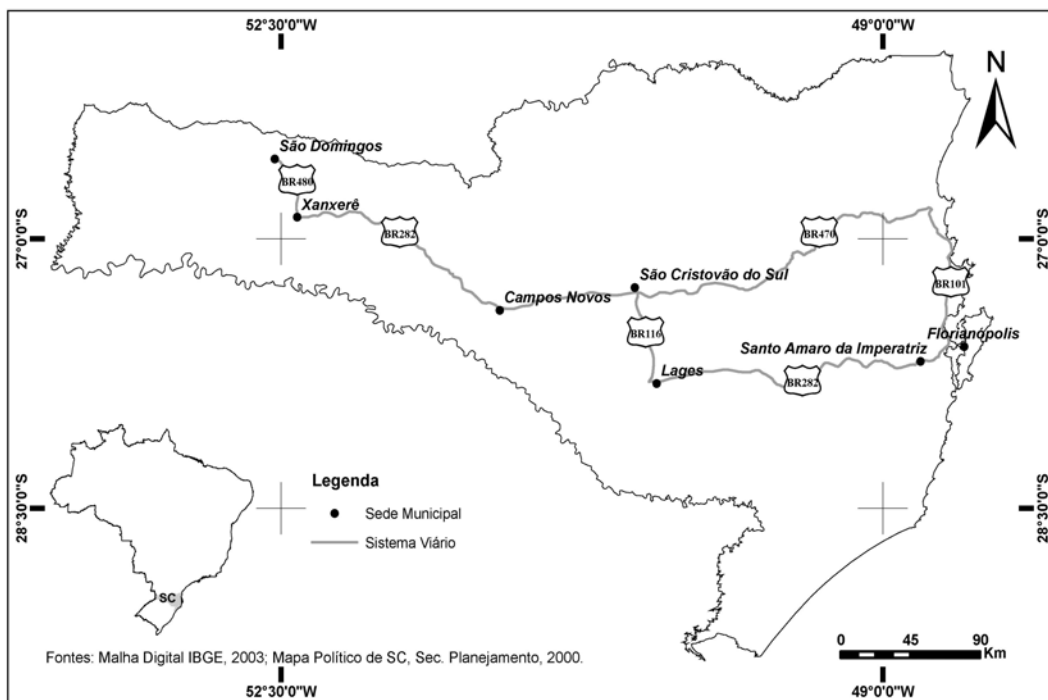 52°30'0"W
49°0'0"W
N
São Domingos
BR480
Xanxerê
BR282
BR470
27°0'0"S
27°0'0"S
São Cristovão do Sul
BR101
Campos Novos
BR116
Florianópolis
Santo Amaro da Imperatriz
Lages
BR282
Legenda
Sede Municipal
Sistema Viário
28°30'0"S
28°30'0"S
SC
0 45 90
Km
Fontes: Malha Digital IBGE, 2003; Mapa Político de SC, Sec. Planejamento, 2000.
52°30'0"W
49°0'0"W